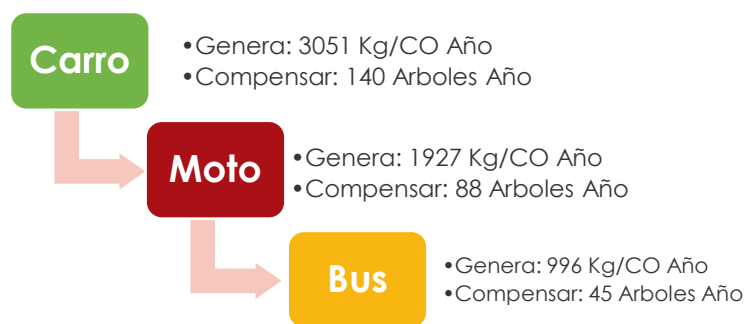 Carro
•Genera: 3051 Kg/CO Año
•Compensar: 140 Arboles Año
Moto
•Genera: 1927 Kg/CO Año
•Compensar: 88 Arboles Año
Bus
•Genera: 996 Kg/CO Año
•Compensar: 45 Arboles Año